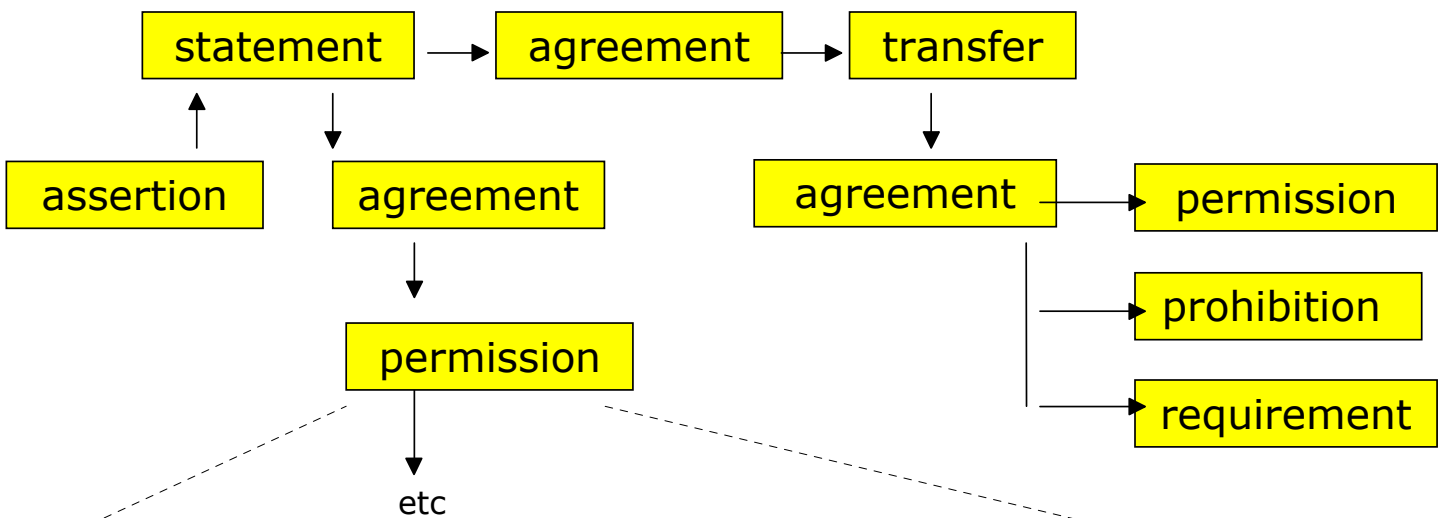 statement
agreement
transfer
assertion
agreement
agreement
permission
prohibition
permission
requirement
etc